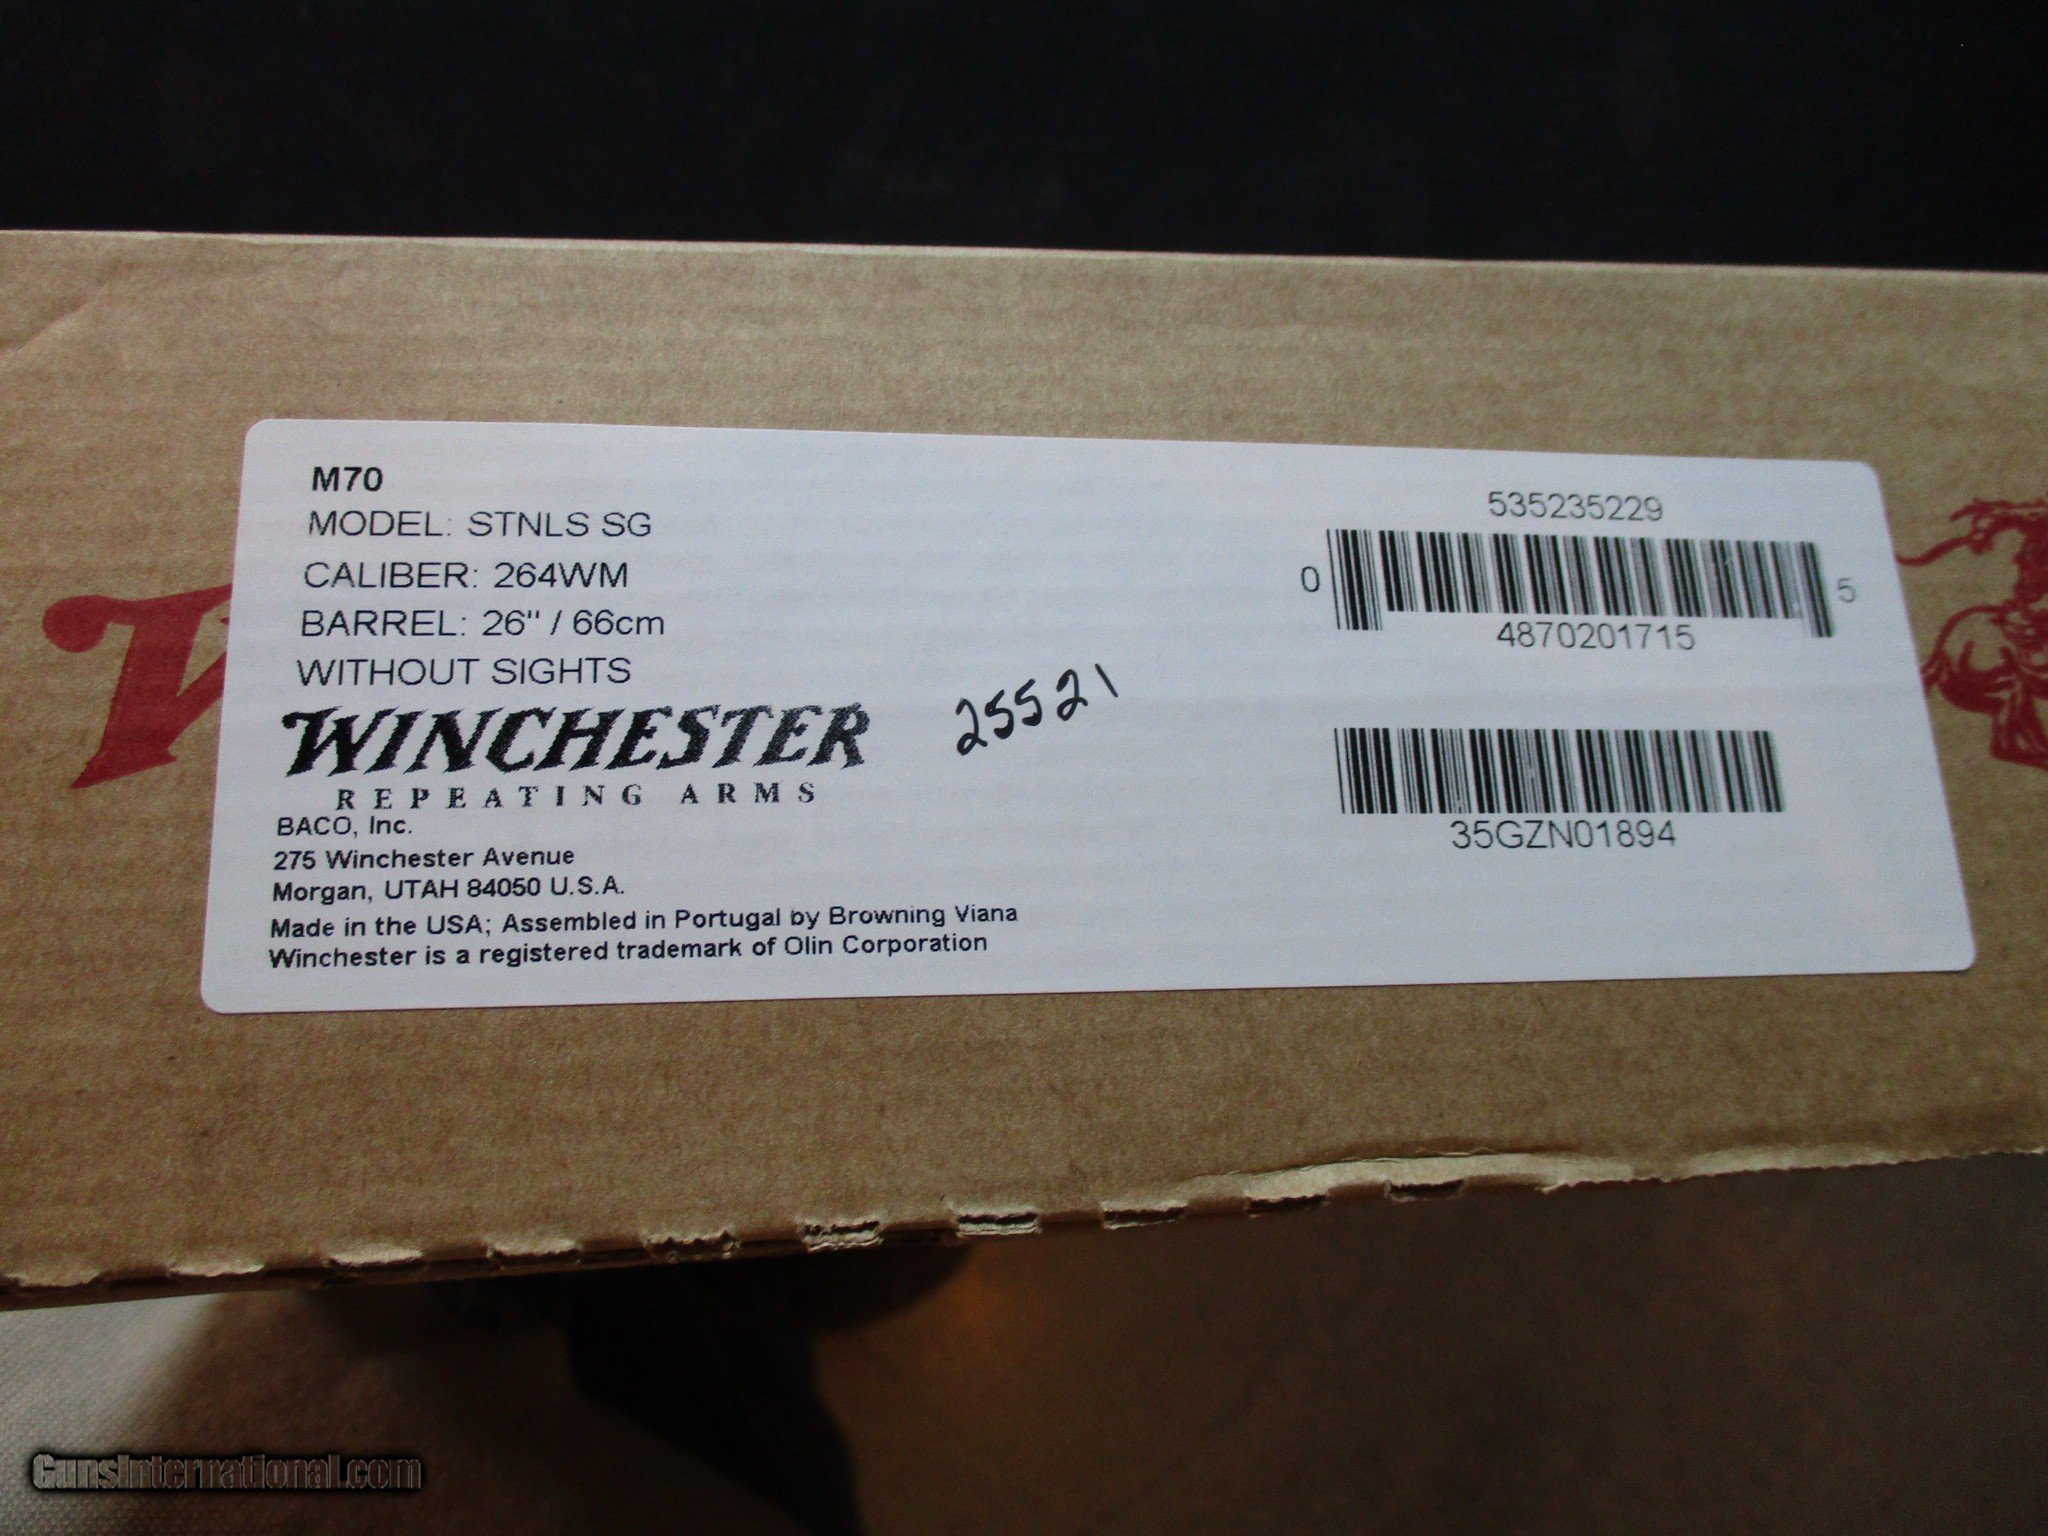 M70
MODEL: STNLS SG
CALIBER: 264WM
BARREL: 26" / 66cm
WITHOUT SIGHTS
WINCHESTER
REPEATING ARMS
BACO, Inc.
275 Winchester Avenue
Morgan, UTAH 84050 U.S.A.
Made in the USA; Assembled in Portugal by Browning Viana
Winchester is a registered trademark of Olin Corporation
25521
535235229
0 5
4870201715
35GZN01894
W
GunsInternational.com